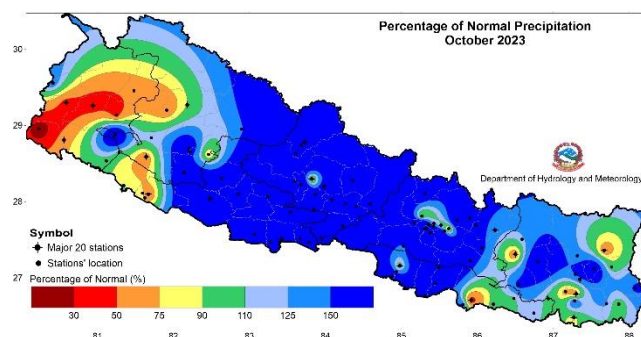 Percentage of Normal Precipitation
October 2023
30
29
28
27
Department of Hydrology and Meteorology
Symbol
Major 20 stations
Stations' location
Percentage of Normal (%)
30 50 75 90 110 125 150
81 82 83 84 85 86 87 88